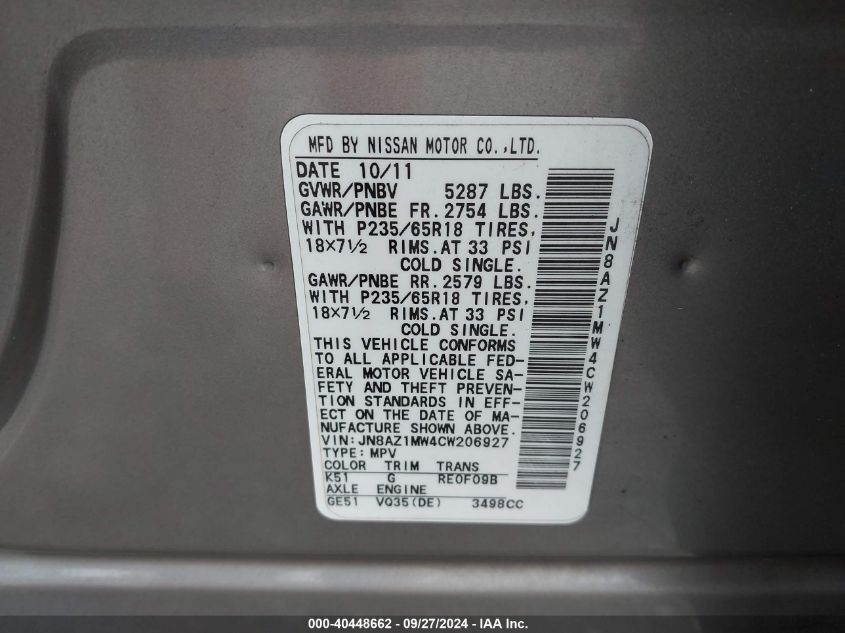 MFD BY NISSAN MOTOR CO.,LTD.
DATE 10/11
GVWR/PNBV 5287 LBS.
GAWR/PNBE FR. 2754 LBS.
WITH P235/65R18 TIRES,
18×7½ RIMS.AT 33 PSI
COLD SINGLE.
GAWR/PNBE RR. 2579 LBS.
WITH P235/65R18 TIRES,
18×7½ RIMS.AT 33 PSI
COLD SINGLE.
THIS VEHICLE CONFORMS
TO ALL APPLICABLE FED-
ERAL MOTOR VEHICLE SA-
FETY AND THEFT PREVEN-
TION STANDARDS IN EFF-
ECT ON THE DATE OF MA-
NUFACTURE SHOWN ABOVE.
VIN:JN8AZ1MW4CW206927
TYPE:MPV
COLOR TRIM TRANS
K51 G RE0F09B
AXLE ENGINE
GE51 VQ35(DE) 3498CC
JN8AZ1MW4CW206927
000-40448662 - 09/27/2024 - IAA Inc.